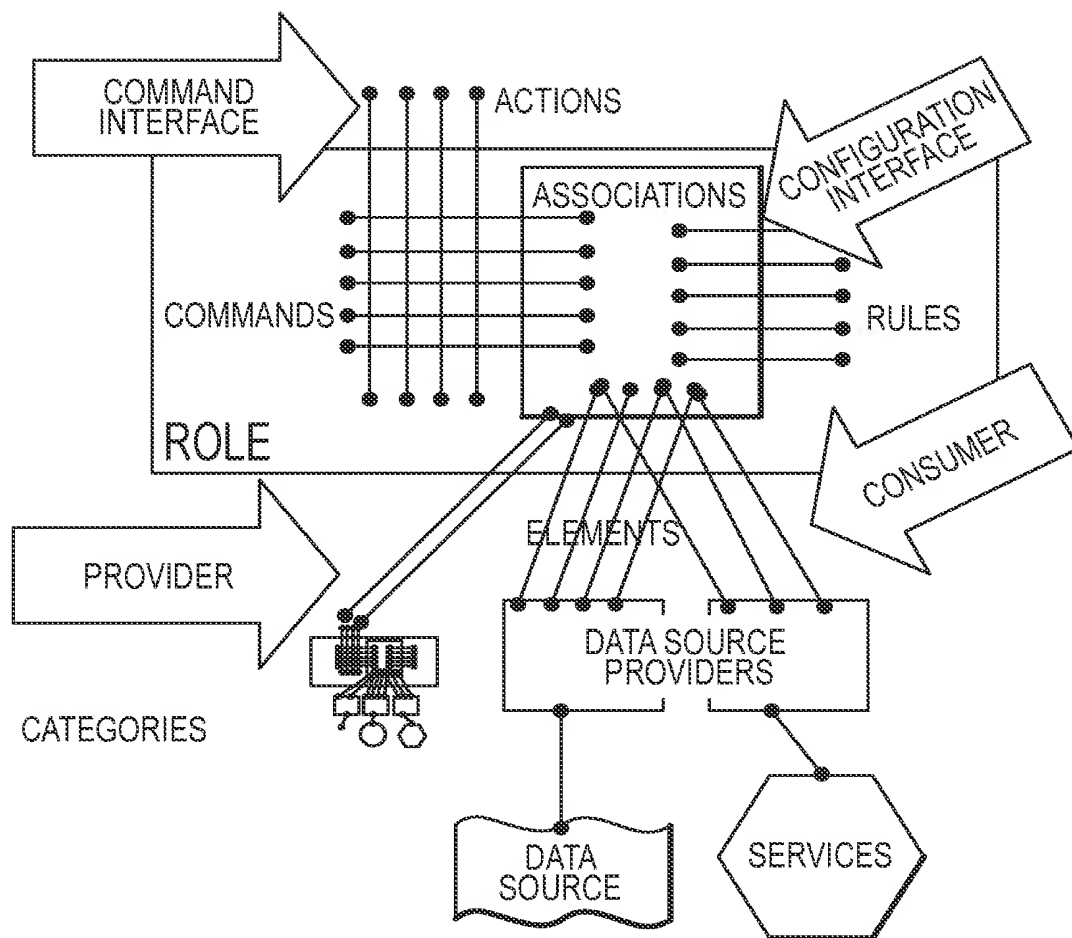 COMMAND
INTERFACE
ACTIONS
CONFIGURATION
INTERFACE
ASSOCIATIONS
COMMANDS
RULES
ROLE
CONSUMER
ELEMENTS
PROVIDER
DATA SOURCE
PROVIDERS
CATEGORIES
DATA
SOURCE
SERVICES